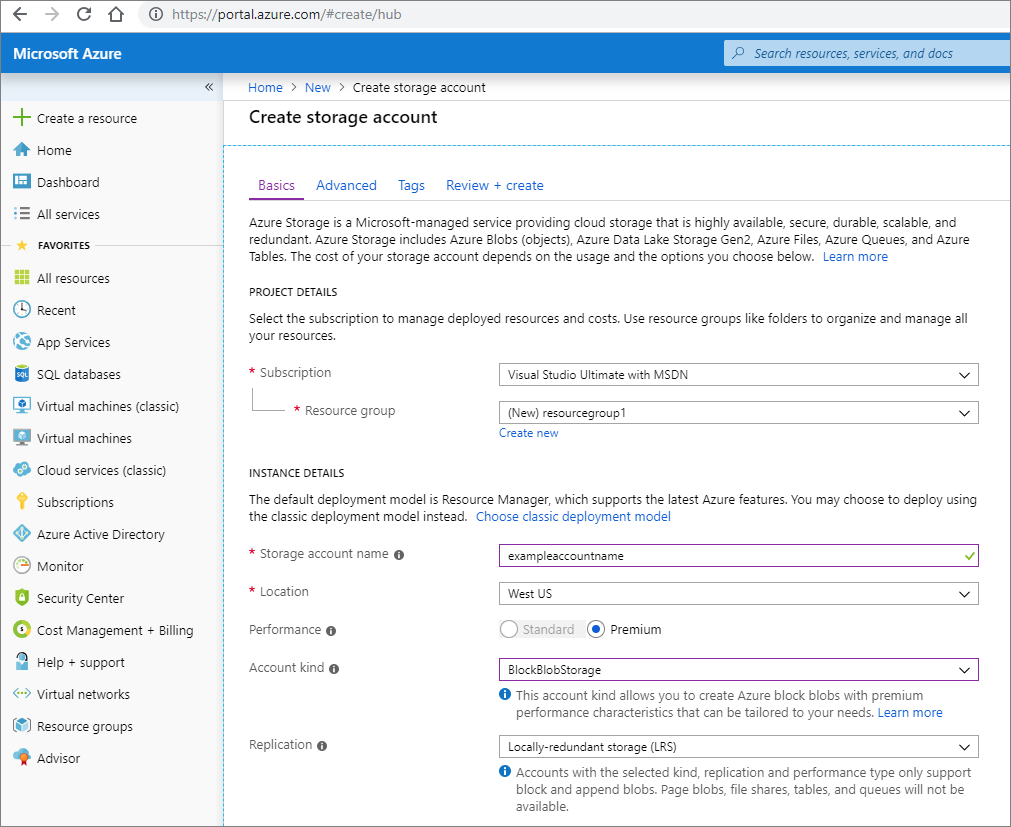 https://portal.azure.com/#create/hub
Microsoft Azure
Search resources, services, and docs
«
Create a resource
Home
Dashboard
All services
FAVORITES
All resources
Recent
App Services
SQL databases
Virtual machines (classic)
Virtual machines
Cloud services (classic)
Subscriptions
Azure Active Directory
Monitor
Security Center
Cost Management + Billing
Help + support
Virtual networks
Resource groups
Advisor
Home > New > Create storage account
Create storage account
Basics Advanced Tags Review + create
Azure Storage is a Microsoft-managed service providing cloud storage that is highly available, secure, durable, scalable, and
redundant. Azure Storage includes Azure Blobs (objects), Azure Data Lake Storage Gen2, Azure Files, Azure Queues, and Azure
Tables. The cost of your storage account depends on the usage and the options you choose below. Learn more
PROJECT DETAILS
Select the subscription to manage deployed resources and costs. Use resource groups like folders to organize and manage all
your resources.
* Subscription
Visual Studio Ultimate with MSDN
* Resource group
(New) resourcegroup1
Create new
INSTANCE DETAILS
The default deployment model is Resource Manager, which supports the latest Azure features. You may choose to deploy using
the classic deployment model instead. Choose classic deployment model
* Storage account name
exampleaccountname
* Location
West US
Performance
Standard Premium
Account kind
BlockBlobStorage
This account kind allows you to create Azure block blobs with premium
performance characteristics that can be tailored to your needs. Learn more
Replication
Locally-redundant storage (LRS)
Accounts with the selected kind, replication and performance type only support
block and append blobs. Page blobs, file shares, tables, and queues will not be
available.